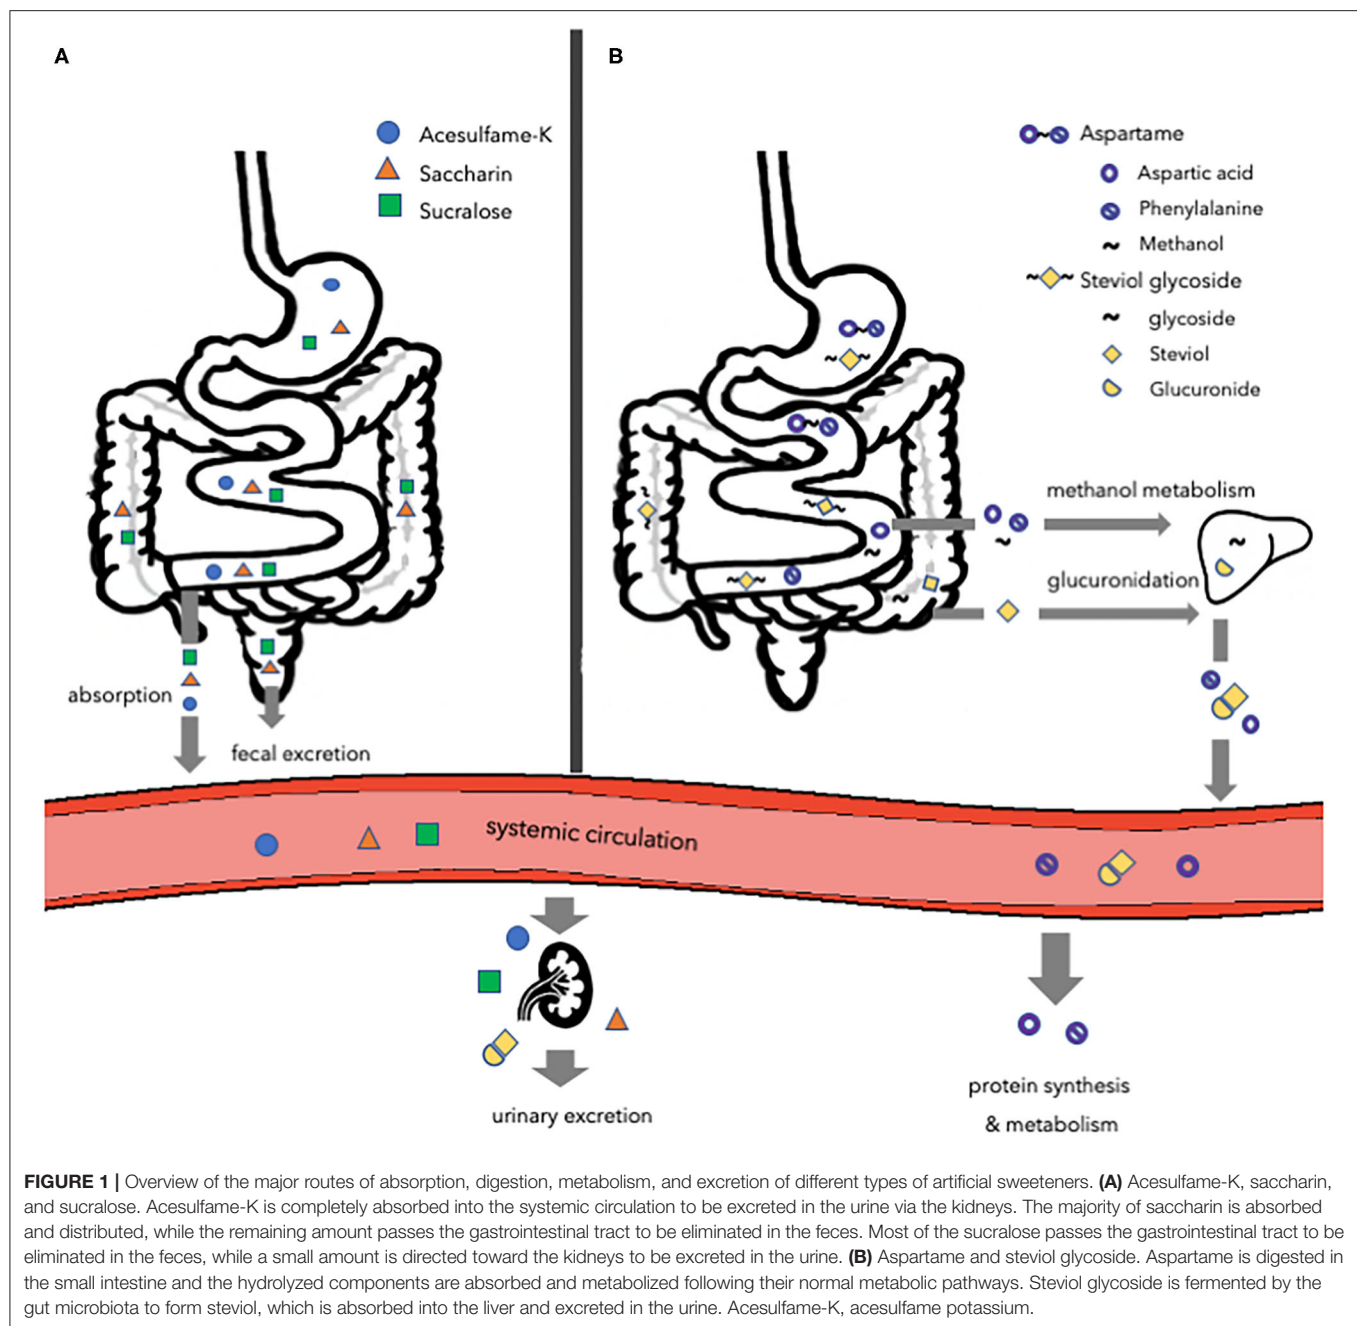 A
B
Acesulfame-K
Saccharin
Sucralose
Aspartame
Aspartic acid
Phenylalanine
Methanol
Steviol glycoside
glycoside
Steviol
Glucuronide
methanol metabolism
glucuronidation
absorption
fecal excretion
systemic circulation
urinary excretion
protein synthesis
& metabolism
FIGURE 1 | Overview of the major routes of absorption, digestion, metabolism, and excretion of different types of artificial sweeteners. (A) Acesulfame-K, saccharin,
and sucralose. Acesulfame-K is completely absorbed into the systemic circulation to be excreted in the urine via the kidneys. The majority of saccharin is absorbed
and distributed, while the remaining amount passes the gastrointestinal tract to be eliminated in the feces. Most of the sucralose passes the gastrointestinal tract to be
eliminated in the feces, while a small amount is directed toward the kidneys to be excreted in the urine. (B) Aspartame and steviol glycoside. Aspartame is digested in
the small intestine and the hydrolyzed components are absorbed and metabolized following their normal metabolic pathways. Steviol glycoside is fermented by the
gut microbiota to form steviol, which is absorbed into the liver and excreted in the urine. Acesulfame-K, acesulfame potassium.